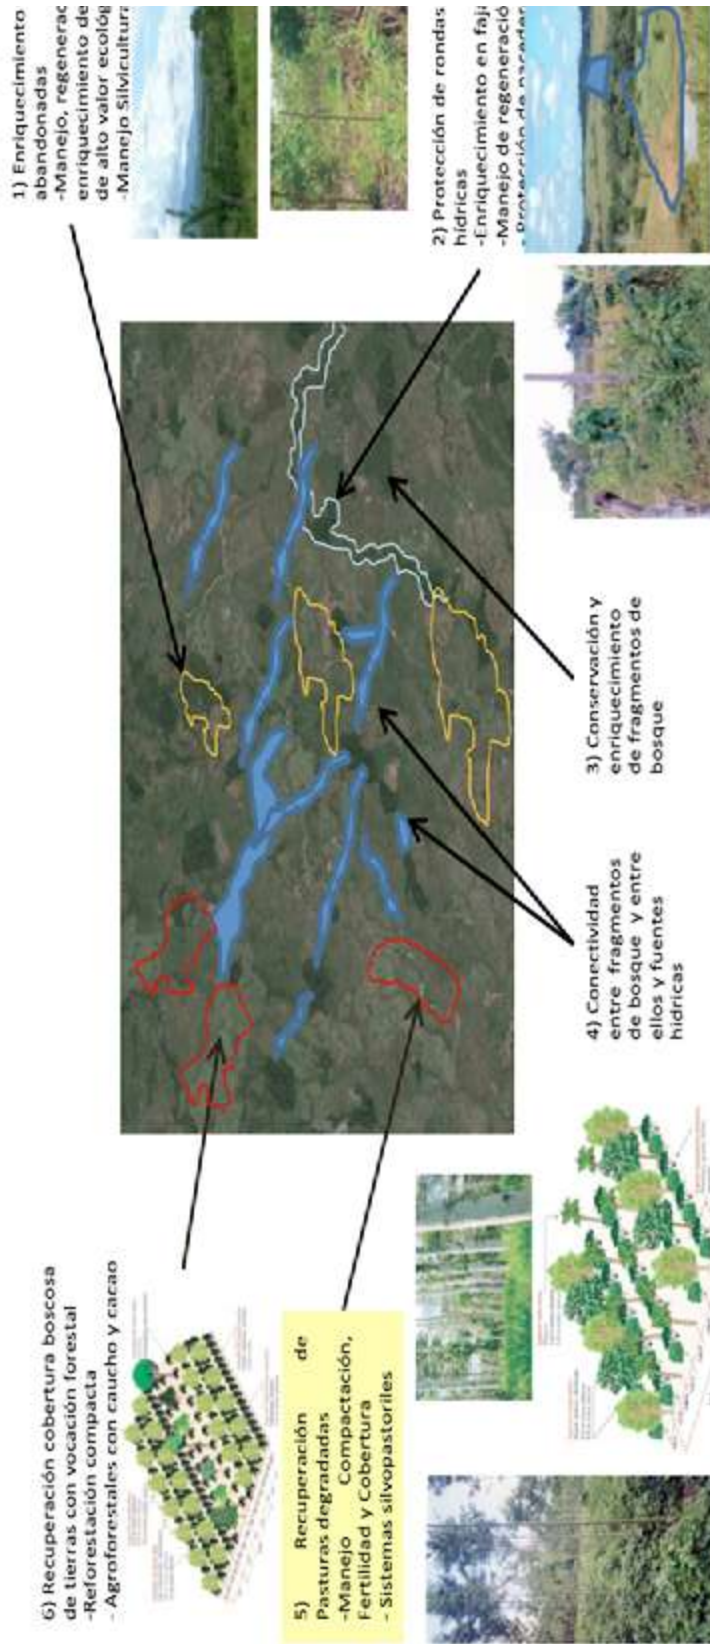 1) Enriquecimiento
abandonadas
-Manejo, regenerac
enriquecimiento de
de alto valor ecológ
-Manejo Silvicultura
2) Protección de rondas
hídricas
-Enriquecimiento en faja
-Manejo de regeneració
- Protección de naceder
3) Conservación y
enriquecimiento
de fragmentos de
bosque
4) Conectividad
entre fragmentos
de bosque y entre
ellos y fuentes
hídricas
5) Recuperación de
Pasturas degradadas
-Manejo Compactación,
Fertilidad y Cobertura
- Sistemas silvopastoriles
6) Recuperación cobertura boscosa
de tierras con vocación forestal
-Reforestación compacta
- Agroforestales con caucho y cacao